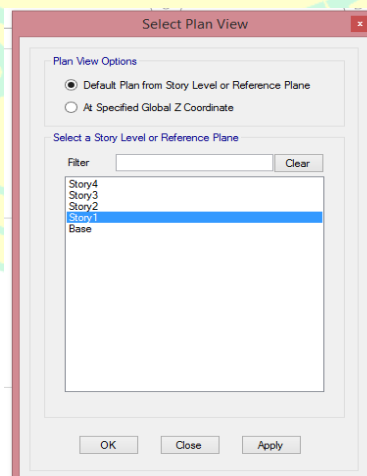 Select Plan View
x
Plan View Options
Default Plan from Story Level or Reference Plane
At Specified Global Z Coordinate
Select a Story Level or Reference Plane
Filter
Clear
Story4
Story3
Story2
Story1
Base
OK Close Apply